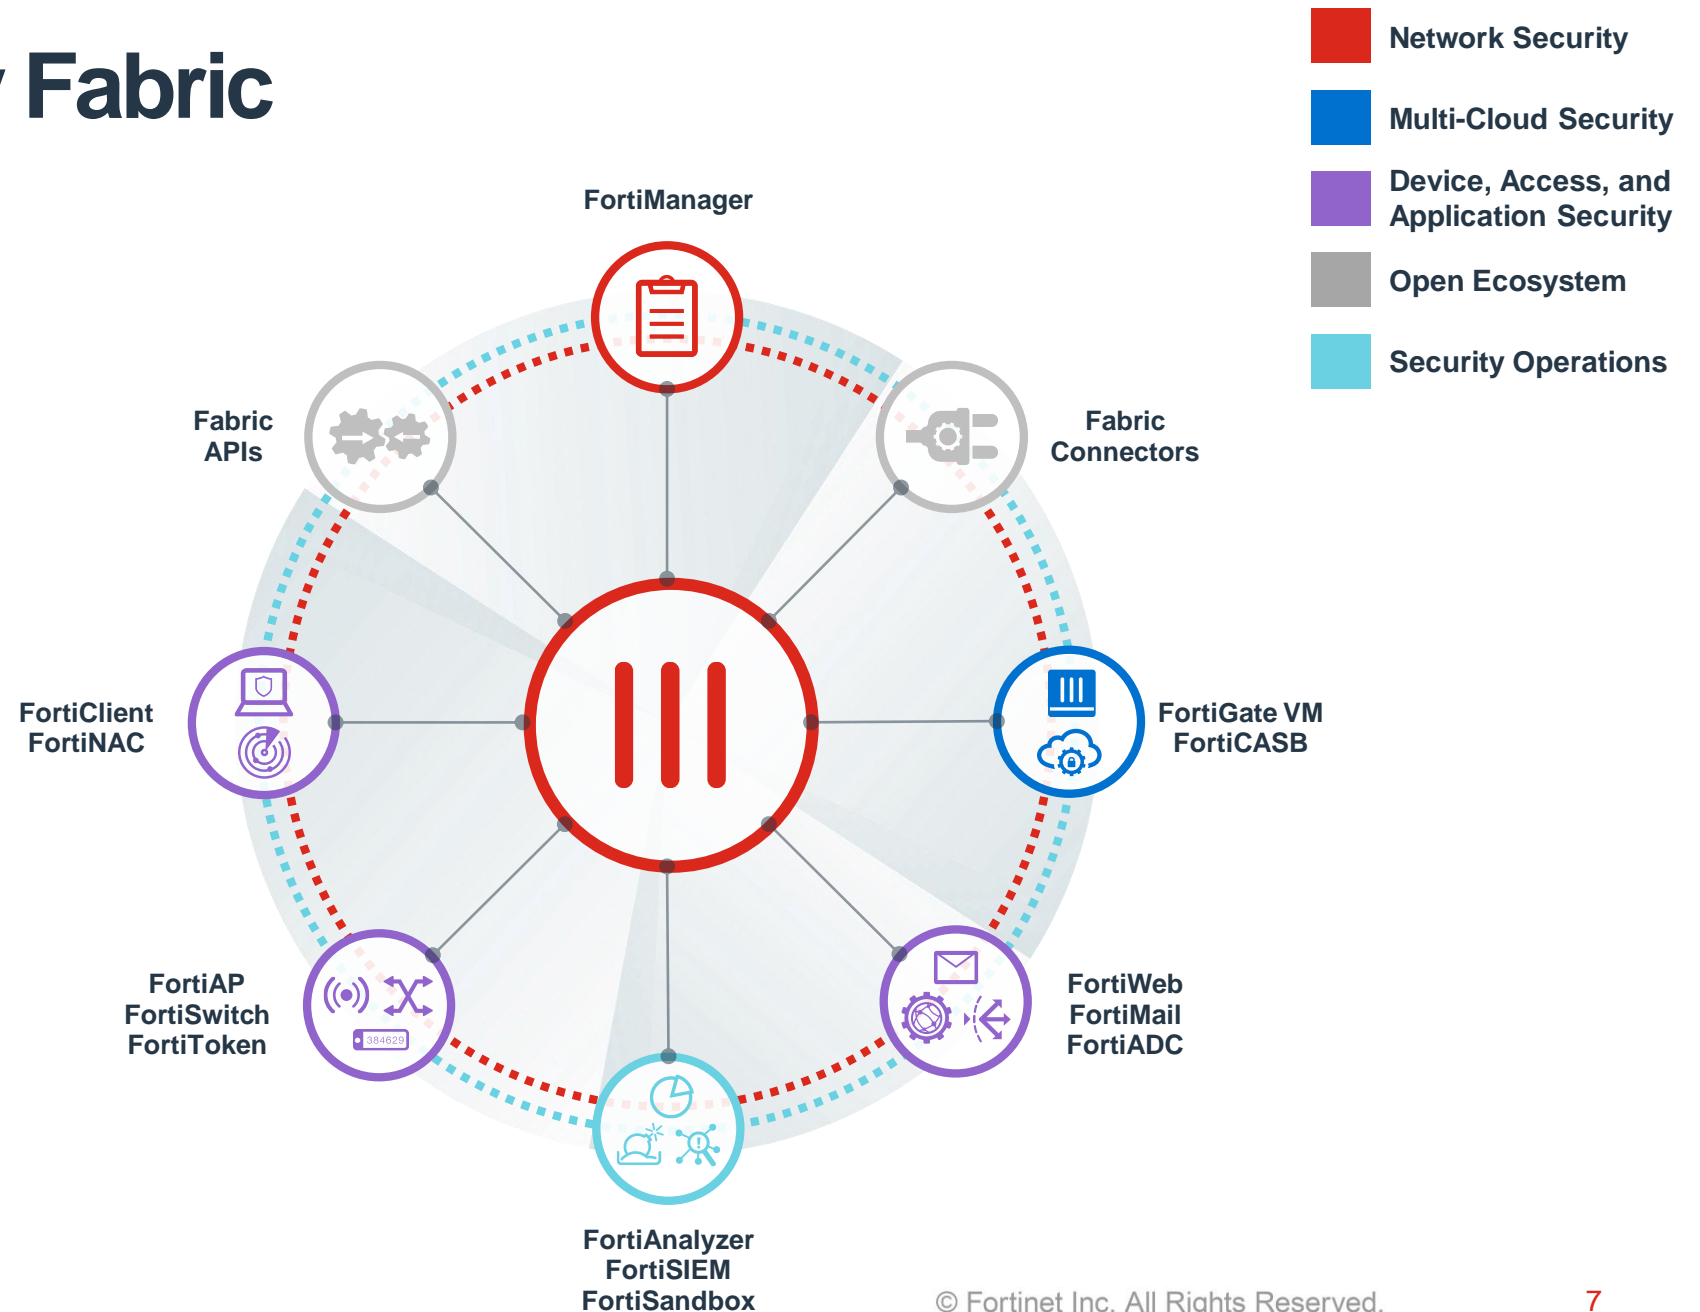 Fabric
Network Security
Multi-Cloud Security
Device, Access, and
Application Security
Open Ecosystem
Security Operations
FortiManager
Fabric
APIs
Fabric
Connectors
FortiClient
FortiNAC
FortiGate VM
FortiCASB
FortiAP
FortiSwitch
FortiToken
384629
FortiWeb
FortiMail
FortiADC
FortiAnalyzer
FortiSIEM
FortiSandbox
© Fortinet Inc. All Rights Reserved.
7